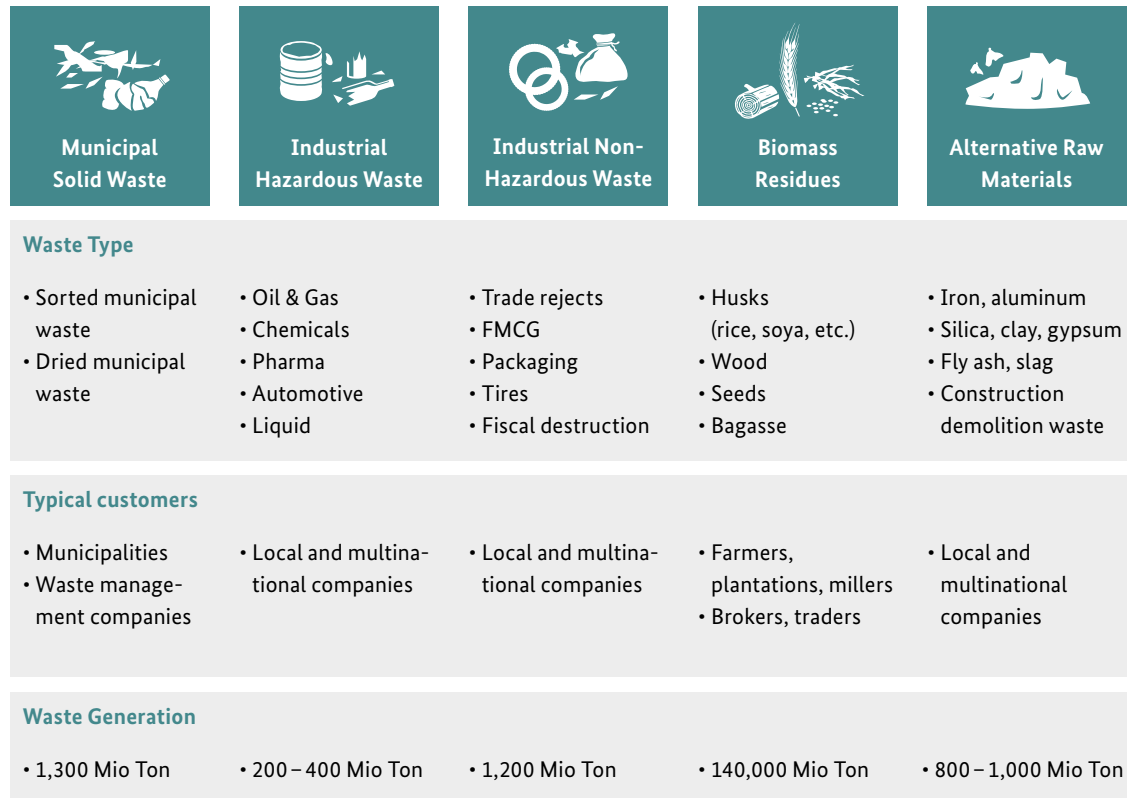 Municipal
Solid Waste
Industrial
Hazardous Waste
Industrial Non-
Hazardous Waste
Biomass
Residues
Alternative Raw
Materials
Waste Type
• Sorted municipal
waste
• Dried municipal
waste
• Oil & Gas
• Chemicals
• Pharma
• Automotive
• Liquid
• Trade rejects
• FMCG
• Packaging
• Tires
• Fiscal destruction
• Husks
(rice, soya, etc.)
• Wood
• Seeds
• Bagasse
• Iron, aluminum
• Silica, clay, gypsum
• Fly ash, slag
• Construction
demolition waste
Typical customers
• Municipalities
• Waste manage-
ment companies
• Local and multina-
tional companies
• Local and multina-
tional companies
• Farmers,
plantations, millers
• Brokers, traders
• Local and
multinational
companies
Waste Generation
• 1,300 Mio Ton
• 200 – 400 Mio Ton
• 1,200 Mio Ton
• 140,000 Mio Ton
• 800 – 1,000 Mio Ton